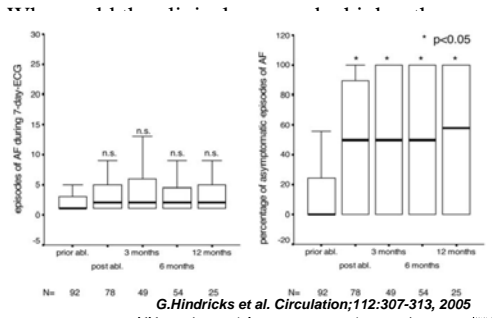 episodes of AF during 7-day-ECG
30
25
20
15
10
5
0
-5
n.s.
n.s.
n.s.
n.s.
prior abl.
3 months
12 months
post abl.
6 months
N= 92 78 49 54 25
percentage of asymptomatic episodes of AF
120
100
80
60
40
20
0
-20
* p<0.05
* * * *
prior abl.
3 months
12 months
post abl.
6 months
N= 92 78 49 54 25
G.Hindricks et al. Circulation;112:307-313, 2005